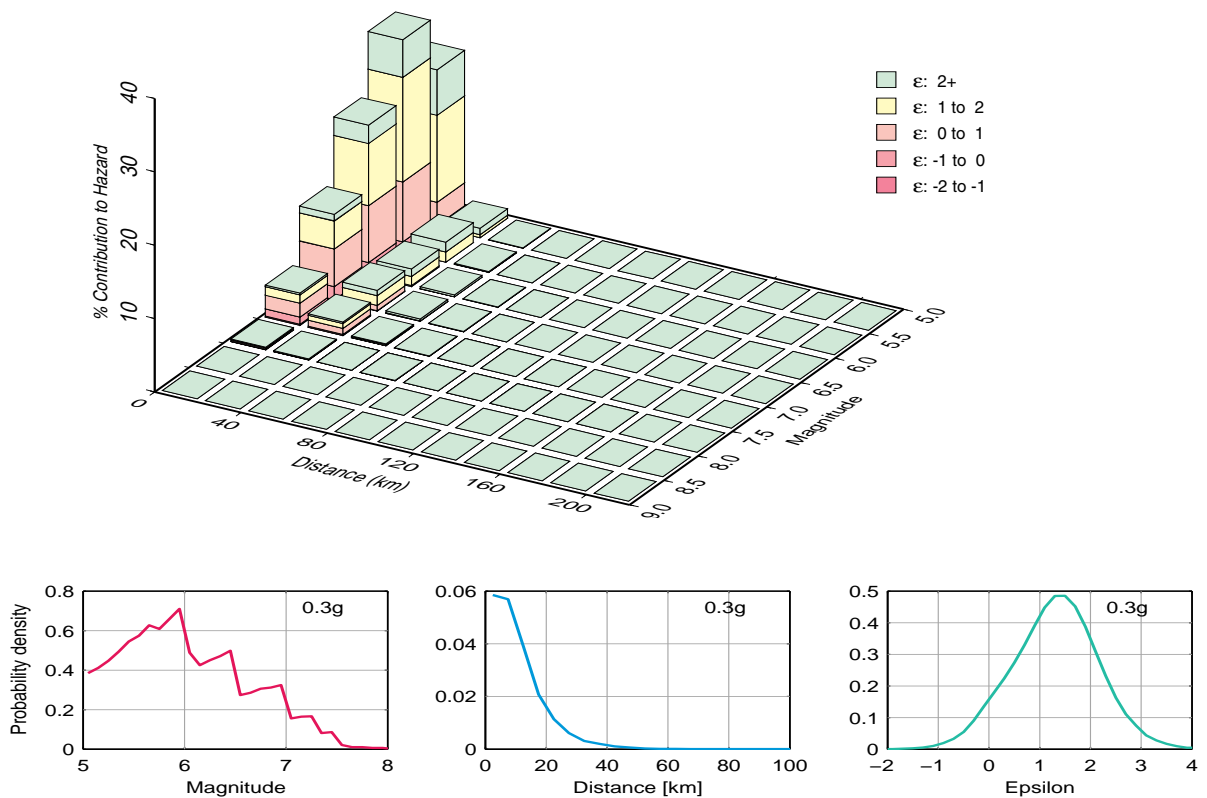 % Contribution to Hazard
40
30
20
10
0
40
80
120
160
200
Distance (km)
5.0
5.5
6.0
6.5
7.0
7.5
8.0
8.5
9.0
Magnitude
ε: 2+
ε: 1 to 2
ε: 0 to 1
ε: -1 to 0
ε: -2 to -1
Probability density
0.8
0.6
0.4
0.2
0
0.3g
5 6 7 8
Magnitude
0.06
0.04
0.02
0
0.3g
0 20 40 60 80 100
Distance [km]
0.5
0.4
0.3
0.2
0.1
0
0.3g
−2 −1 0 1 2 3 4
Epsilon